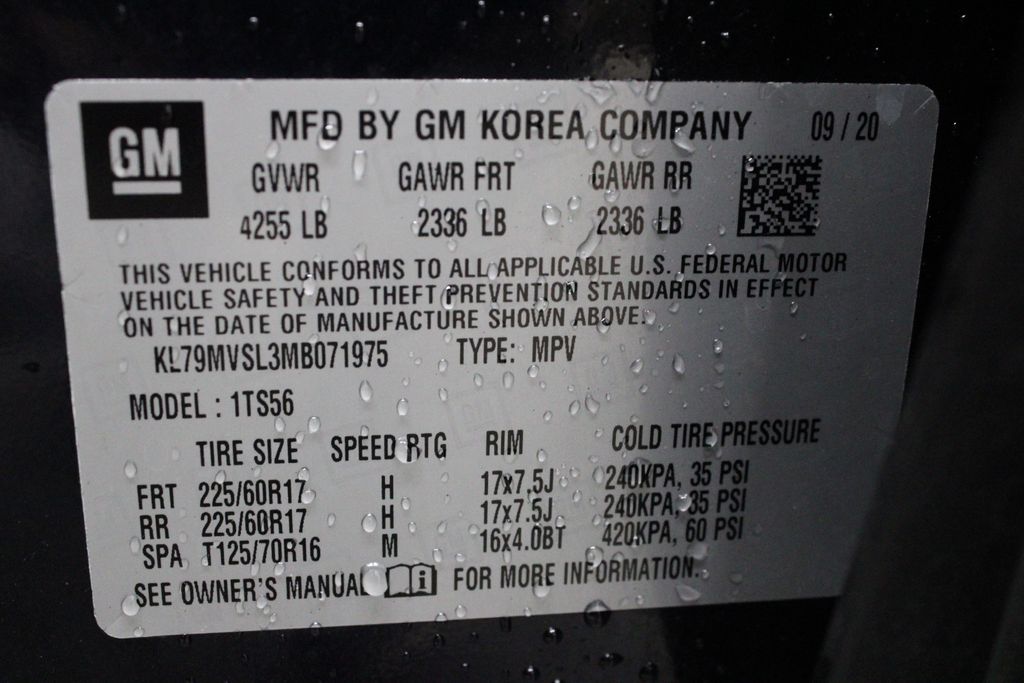 GM
MFD BY GM KOREA COMPANY 09 / 20
GVWR GAWR FRT GAWR RR
4255 LB 2336 LB 2336 LB
THIS VEHICLE CONFORMS TO ALL APPLICABLE U.S. FEDERAL MOTOR
VEHICLE SAFETY AND THEFT PREVENTION STANDARDS IN EFFECT
ON THE DATE OF MANUFACTURE SHOWN ABOVE.
KL79MVSL3MB071975 TYPE: MPV
MODEL : 1TS56
TIRE SIZE SPEED RTG RIM COLD TIRE PRESSURE
FRT 225/60R17 H 17x7.5J 240KPA, 35 PSI
RR 225/60R17 H 17x7.5J 240KPA, 35 PSI
SPA T125/70R16 M 16x4.0BT 420KPA, 60 PSI
SEE OWNER'S MANUAL i FOR MORE INFORMATION.